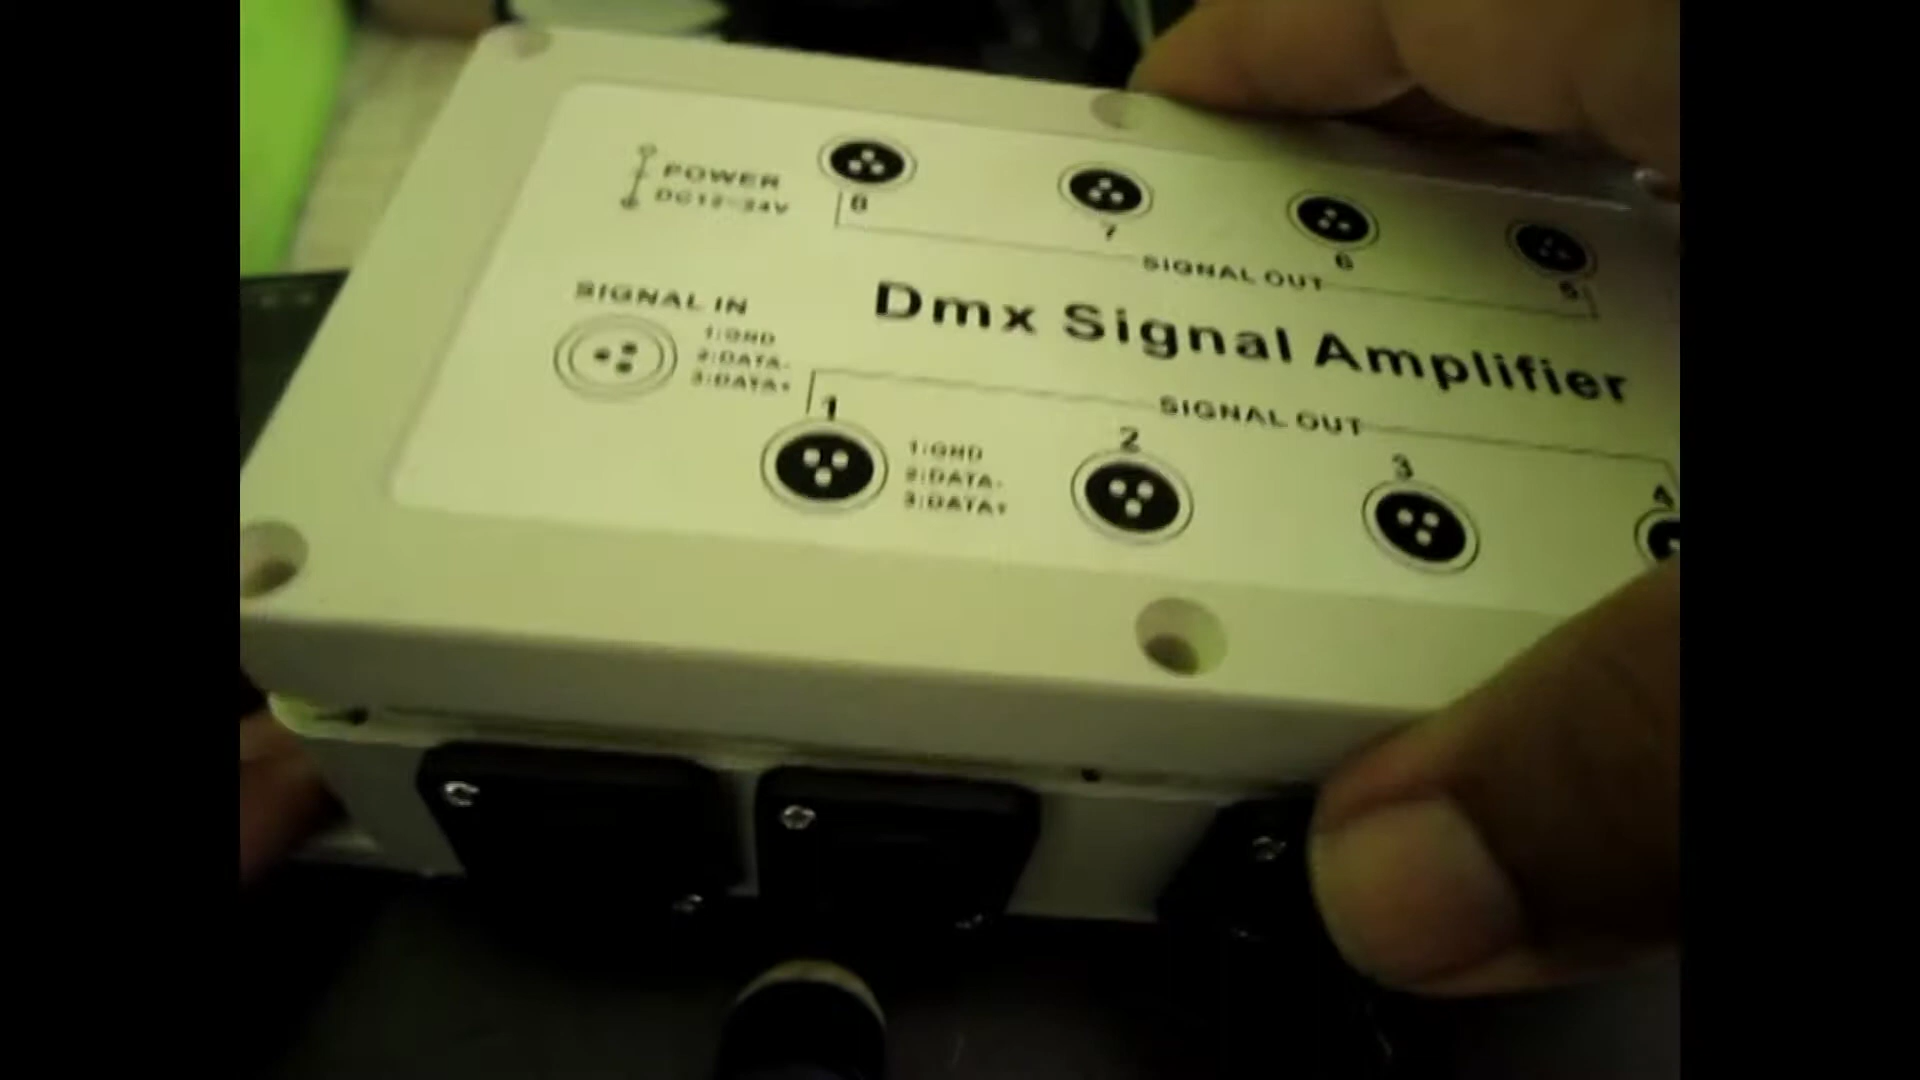 POWER
DC12-24V
8
7
6
5
SIGNAL OUT
SIGNAL IN
1:GND
2:DATA-
3:DATA+
Dmx Signal Amplifier
SIGNAL OUT
1
2
3
4
1:GND
2:DATA-
3:DATA+